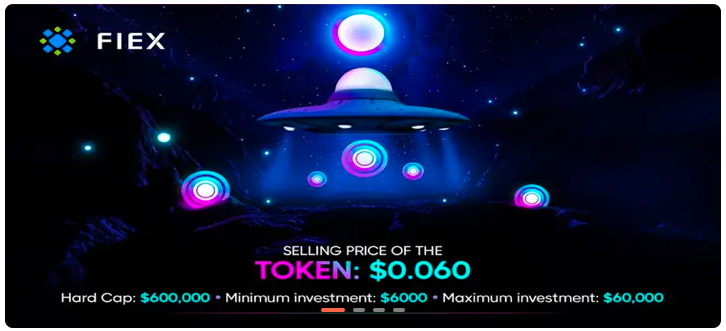 FIEX
SELLING PRICE OF THE
TOKEN: $0.060
Hard Cap: $600,000 • Minimum investment: $6000 • Maximum investment: $60,000